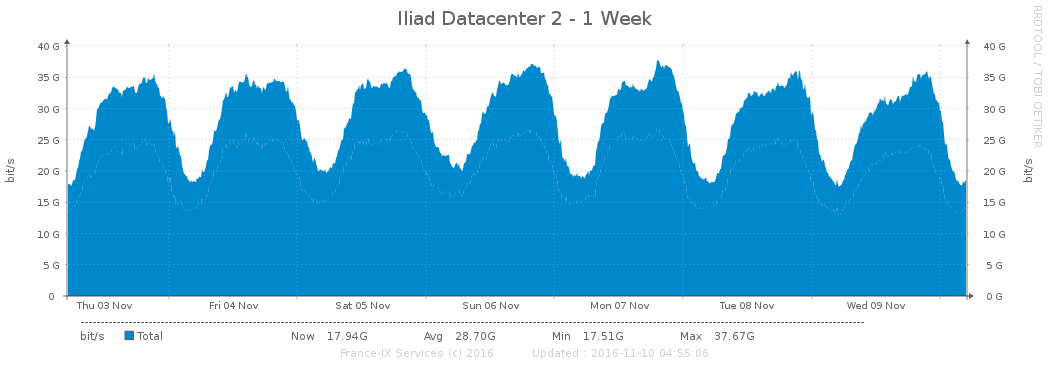 Iliad Datacenter 2 - 1 Week
RRDTOOL / TOBI OETIKER
40 G 40 G
35 G 35 G
30 G 30 G
25 G 25 G
20 G 20 G
15 G 15 G
10 G 10 G
5 G 5 G
0 0 G
bit/s bit/s
Thu 03 Nov Fri 04 Nov Sat 05 Nov Sun 06 Nov Mon 07 Nov Tue 08 Nov Wed 09 Nov
bit/s Total Now 17.94G Avg 28.70G Min 17.51G Max 37.67G
France-IX Services (c) 2016 Updated : 2016-11-10 04:55:06